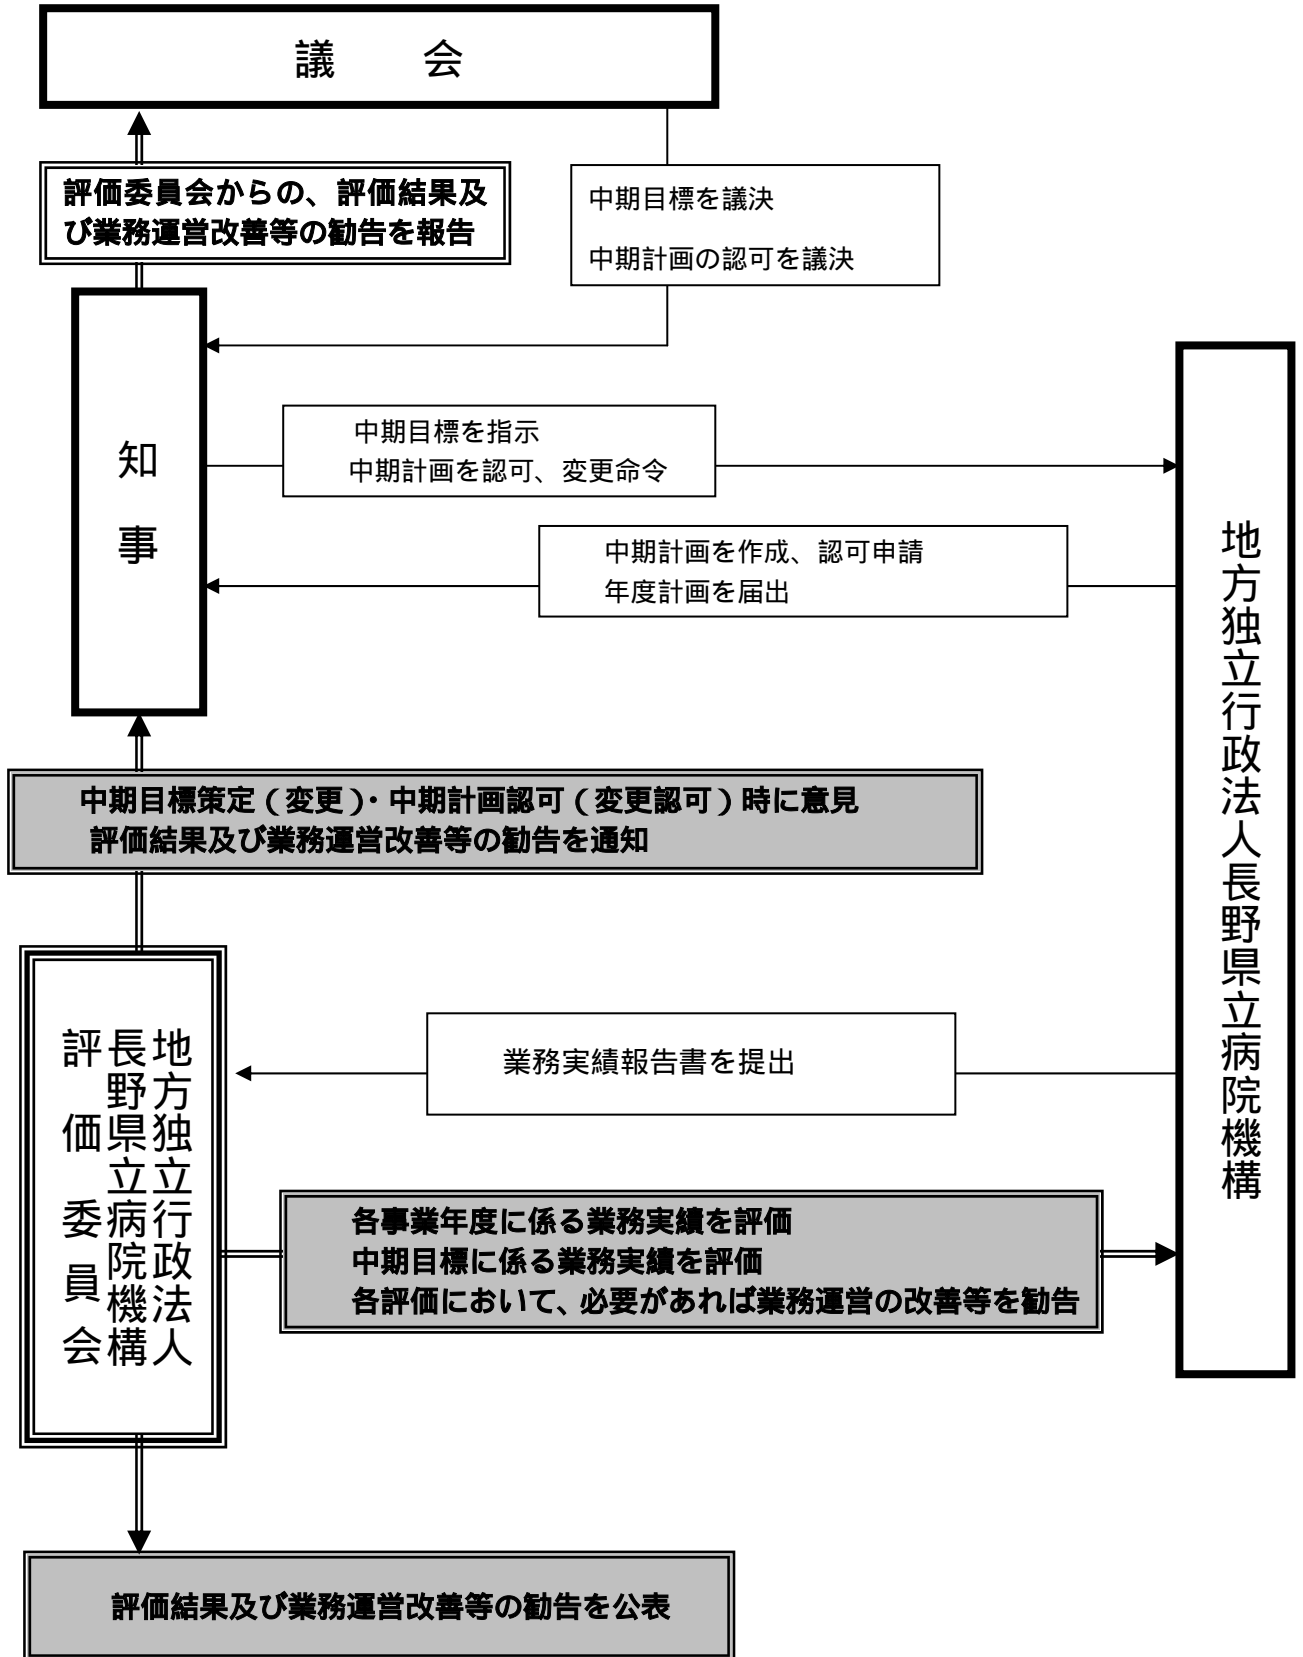 議　　会
評価委員会からの、評価結果及
び業務運営改善等の勧告を報告
中期目標を議決
中期計画の認可を議決
知事
中期目標を指示
中期計画を認可、変更命令
中期計画を作成、認可申請
年度計画を届出
地方独立行政法人長野県立病院機構
中期目標策定（変更）・中期計画認可（変更認可）時に意見
評価結果及び業務運営改善等の勧告を通知
地方独立行政法人
長野県立病院機構
評価委員会
業務実績報告書を提出
各事業年度に係る業務実績を評価
中期目標に係る業務実績を評価
各評価において、必要があれば業務運営の改善等を勧告
評価結果及び業務運営改善等の勧告を公表